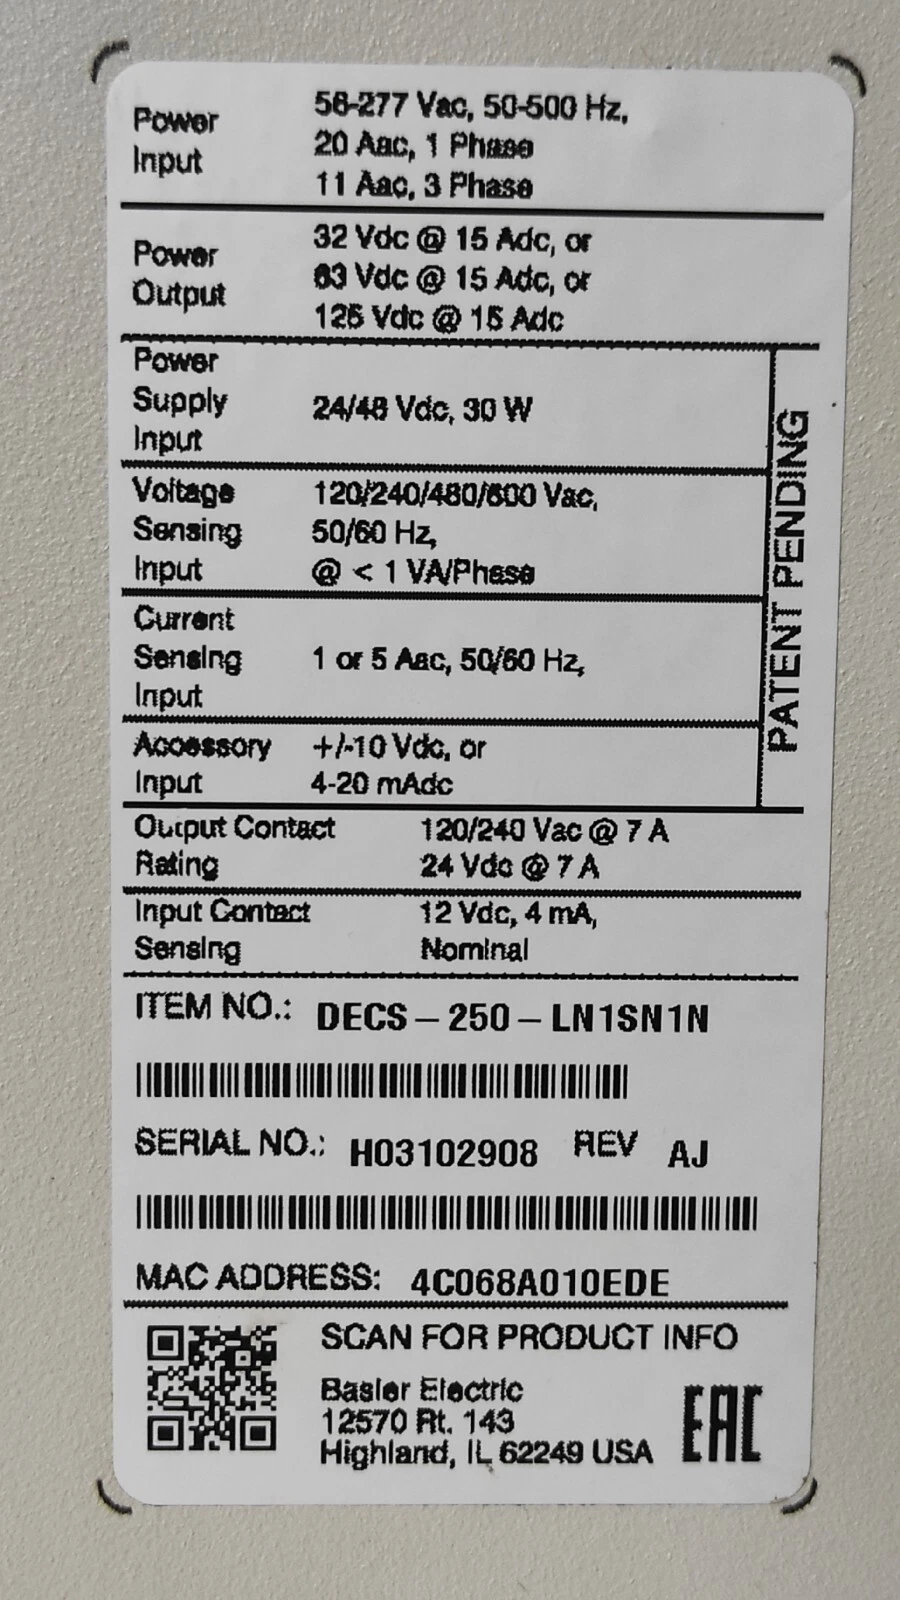 Power Input
56-277 Vac, 50-500 Hz,
20 Aac, 1 Phase
11 Aac, 3 Phase
Power Output
32 Vdc @ 15 Adc, or
63 Vdc @ 15 Adc, or
125 Vdc @ 15 Adc
Power Supply Input
24/48 Vdc, 30 W
Voltage Sensing Input
120/240/480/600 Vac,
50/60 Hz,
@ < 1 VA/Phase
Current Sensing Input
1 or 5 Aac, 50/60 Hz,
Accessory Input
+/-10 Vdc, or
4-20 mAdc
PATENT PENDING
Output Contact Rating
120/240 Vac @ 7 A
24 Vdc @ 7 A
Input Contact Sensing
12 Vdc, 4 mA,
Nominal
ITEM NO.: DECS-250-LN1SN1N
SERIAL NO.: H03102908 REV AJ
MAC ADDRESS: 4C068A010EDE
SCAN FOR PRODUCT INFO
Basler Electric
12570 Rt. 143
Highland, IL 62249 USA
EAC